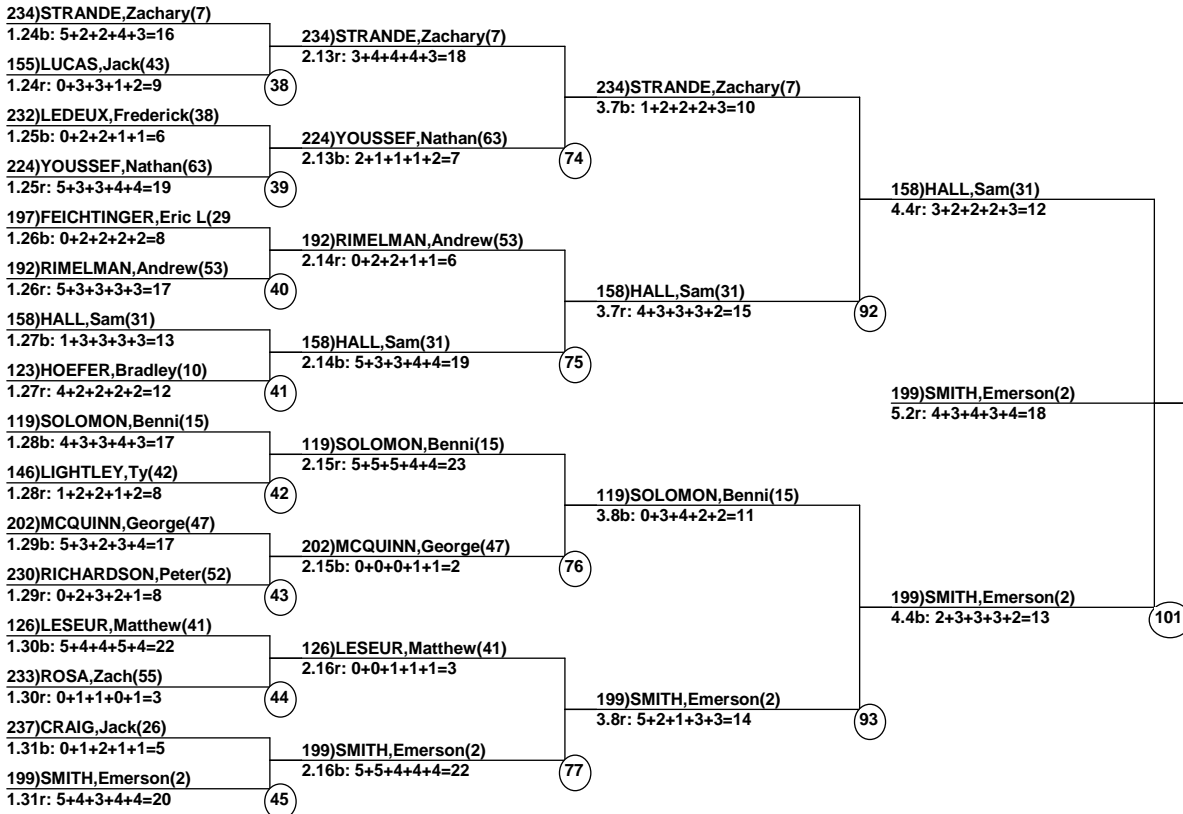 234)STRANDE,Zachary(7)
1.24b: 5+2+2+4+3=16
155)LUCAS,Jack(43)
1.24r: 0+3+3+1+2=9
38
232)LEDEUX,Frederick(38)
1.25b: 0+2+2+1+1=6
224)YOUSSEF,Nathan(63)
1.25r: 5+3+3+4+4=19
39
197)FEICHTINGER,Eric L(29
1.26b: 0+2+2+2+2=8
192)RIMELMAN,Andrew(53)
1.26r: 5+3+3+3+3=17
40
158)HALL,Sam(31)
1.27b: 1+3+3+3+3=13
123)HOEFER,Bradley(10)
1.27r: 4+2+2+2+2=12
41
119)SOLOMON,Benni(15)
1.28b: 4+3+3+4+3=17
146)LIGHTLEY,Ty(42)
1.28r: 1+2+2+1+2=8
42
202)MCQUINN,George(47)
1.29b: 5+3+2+3+4=17
230)RICHARDSON,Peter(52)
1.29r: 0+2+3+2+1=8
43
126)LESEUR,Matthew(41)
1.30b: 5+4+4+5+4=22
233)ROSA,Zach(55)
1.30r: 0+1+1+0+1=3
44
237)CRAIG,Jack(26)
1.31b: 0+1+2+1+1=5
199)SMITH,Emerson(2)
1.31r: 5+4+3+4+4=20
45
234)STRANDE,Zachary(7)
2.13r: 3+4+4+4+3=18
224)YOUSSEF,Nathan(63)
2.13b: 2+1+1+1+2=7
74
192)RIMELMAN,Andrew(53)
2.14r: 0+2+2+1+1=6
158)HALL,Sam(31)
2.14b: 5+3+3+4+4=19
75
119)SOLOMON,Benni(15)
2.15r: 5+5+5+4+4=23
202)MCQUINN,George(47)
2.15b: 0+0+0+1+1=2
76
126)LESEUR,Matthew(41)
2.16r: 0+0+1+1+1=3
199)SMITH,Emerson(2)
2.16b: 5+5+4+4+4=22
77
234)STRANDE,Zachary(7)
3.7b: 1+2+2+2+3=10
158)HALL,Sam(31)
3.7r: 4+3+3+3+2=15
92
119)SOLOMON,Benni(15)
3.8b: 0+3+4+2+2=11
199)SMITH,Emerson(2)
3.8r: 5+2+1+3+3=14
93
158)HALL,Sam(31)
4.4r: 3+2+2+2+3=12
199)SMITH,Emerson(2)
5.2r: 4+3+4+3+4=18
199)SMITH,Emerson(2)
4.4b: 2+3+3+3+2=13
101